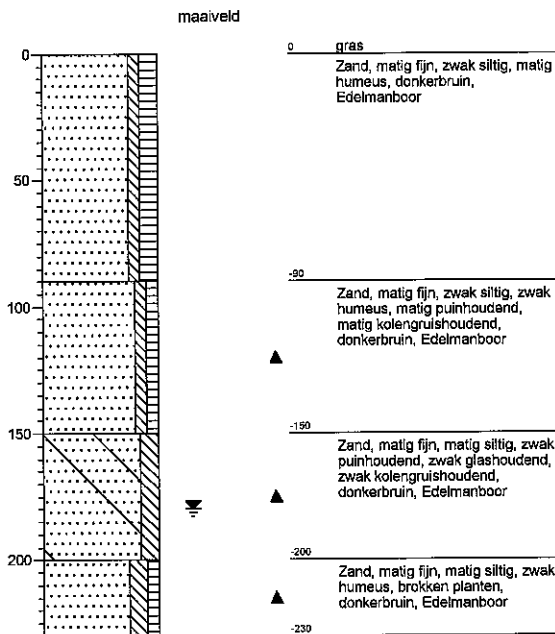 maaiveld
0
50
100
150
200
0 gras
Zand, matig fijn, zwak siltig, matig
humeus, donkerbruin,
Edelmanboor
-90
Zand, matig fijn, zwak siltig, zwak
humeus, matig puinhoudend,
matig kolengruishoudend,
donkerbruin, Edelmanboor
-150
Zand, matig fijn, matig siltig, zwak
puinhoudend, zwak glashoudend,
zwak kolengruishoudend,
donkerbruin, Edelmanboor
-200
Zand, matig fijn, matig siltig, zwak
humeus, brokken planten,
donkerbruin, Edelmanboor
-230